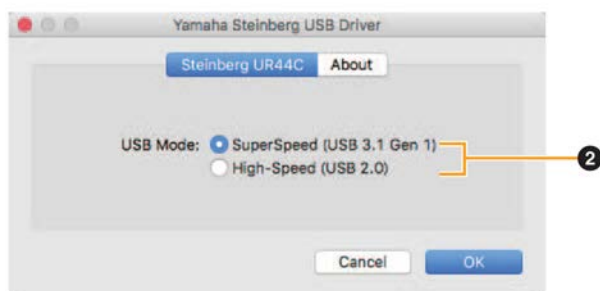 Yamaha Steinberg USB Driver
Steinberg UR44C About
USB Mode: SuperSpeed (USB 3.1 Gen 1)
High-Speed (USB 2.0)
2
Cancel OK